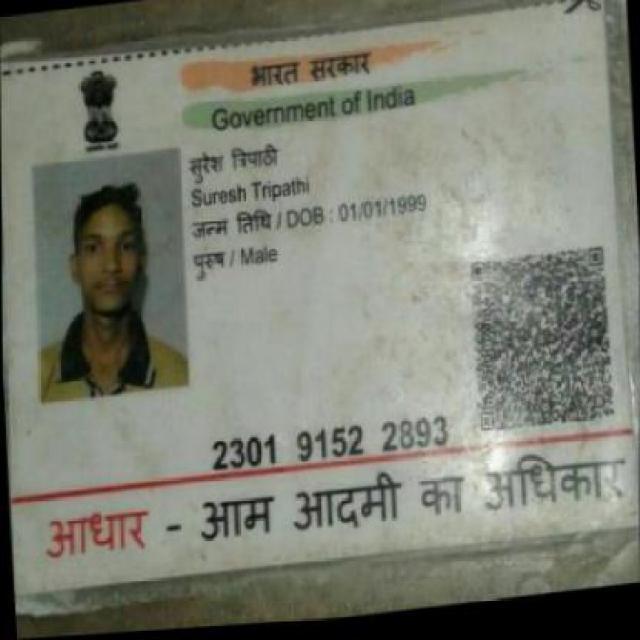 भारत सरकार
Government of India
सुरेश त्रिपाठी
Suresh Tripathi
जन्म तिथि / DOB : 01/01/1999
पुरुष / Male
2301 9152 2893
आधार - आम आदमी का अधिकार